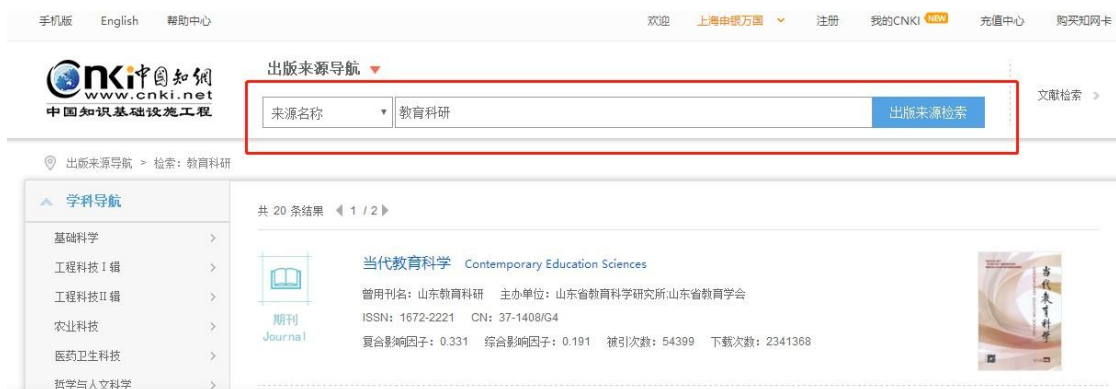 手机版 English 帮助中心 欢迎 上海申银万国 注册 我的CNKI NEW 充值中心 购买知网卡
Cnki中国知网
www.cnki.net
中国知识基础设施工程
出版来源导航
来源名称 教育科研 出版来源检索
文献检索
出版来源导航 > 检索: 教育科研
学科导航
共 20 条结果 1 / 2
基础科学
工程科技 I 辑
工程科技II 辑
农业科技
医药卫生科技
哲学与人文科学
期刊
Journal
当代教育科学 Contemporary Education Sciences
曾用刊名: 山东教育科研 主办单位: 山东省教育科学研究所;山东省教育学会
ISSN: 1672-2221 CN: 37-1408/G4
复合影响因子: 0.331 综合影响因子: 0.191 被引次数: 54399 下载次数: 2341368
当代教育科学